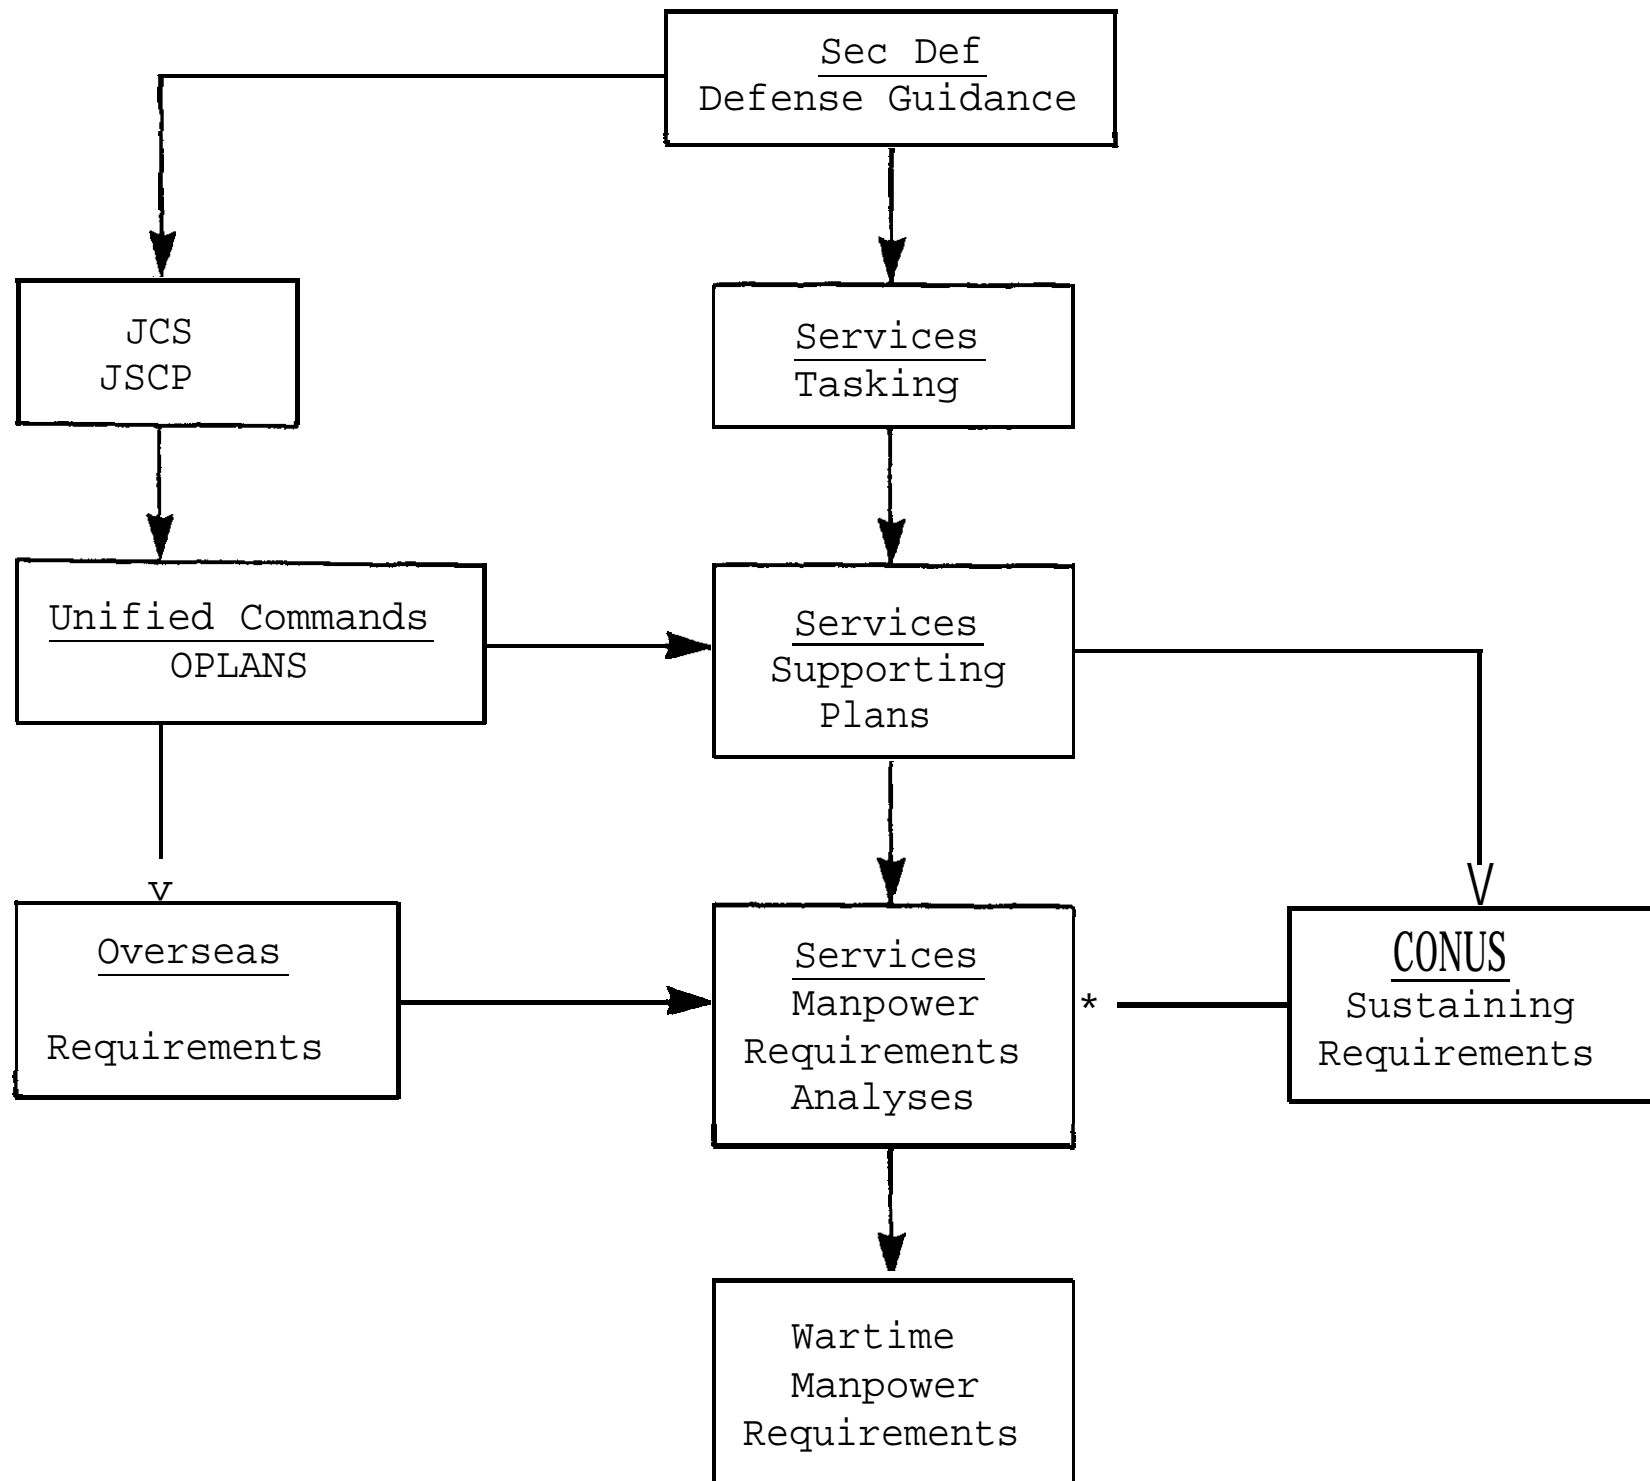 Sec Def
Defense Guidance
JCS
JSCP
Services
Tasking
Unified Commands
OPLANS
Services
Supporting
Plans
v
V
Overseas
Requirements
Services
Manpower
Requirements
Analyses
*
CONUS
Sustaining
Requirements
Wartime
Manpower
Requirements